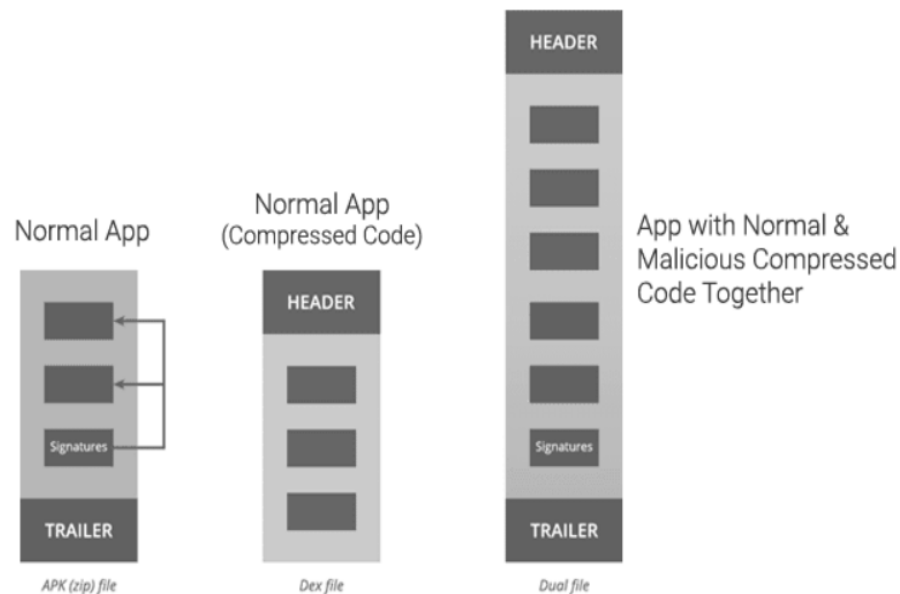 Normal App
Signatures
TRAILER
APK (zip) file
Normal App
(Compressed Code)
HEADER
Dex file
HEADER
Signatures
TRAILER
Dual file
App with Normal &
Malicious Compressed
Code Together